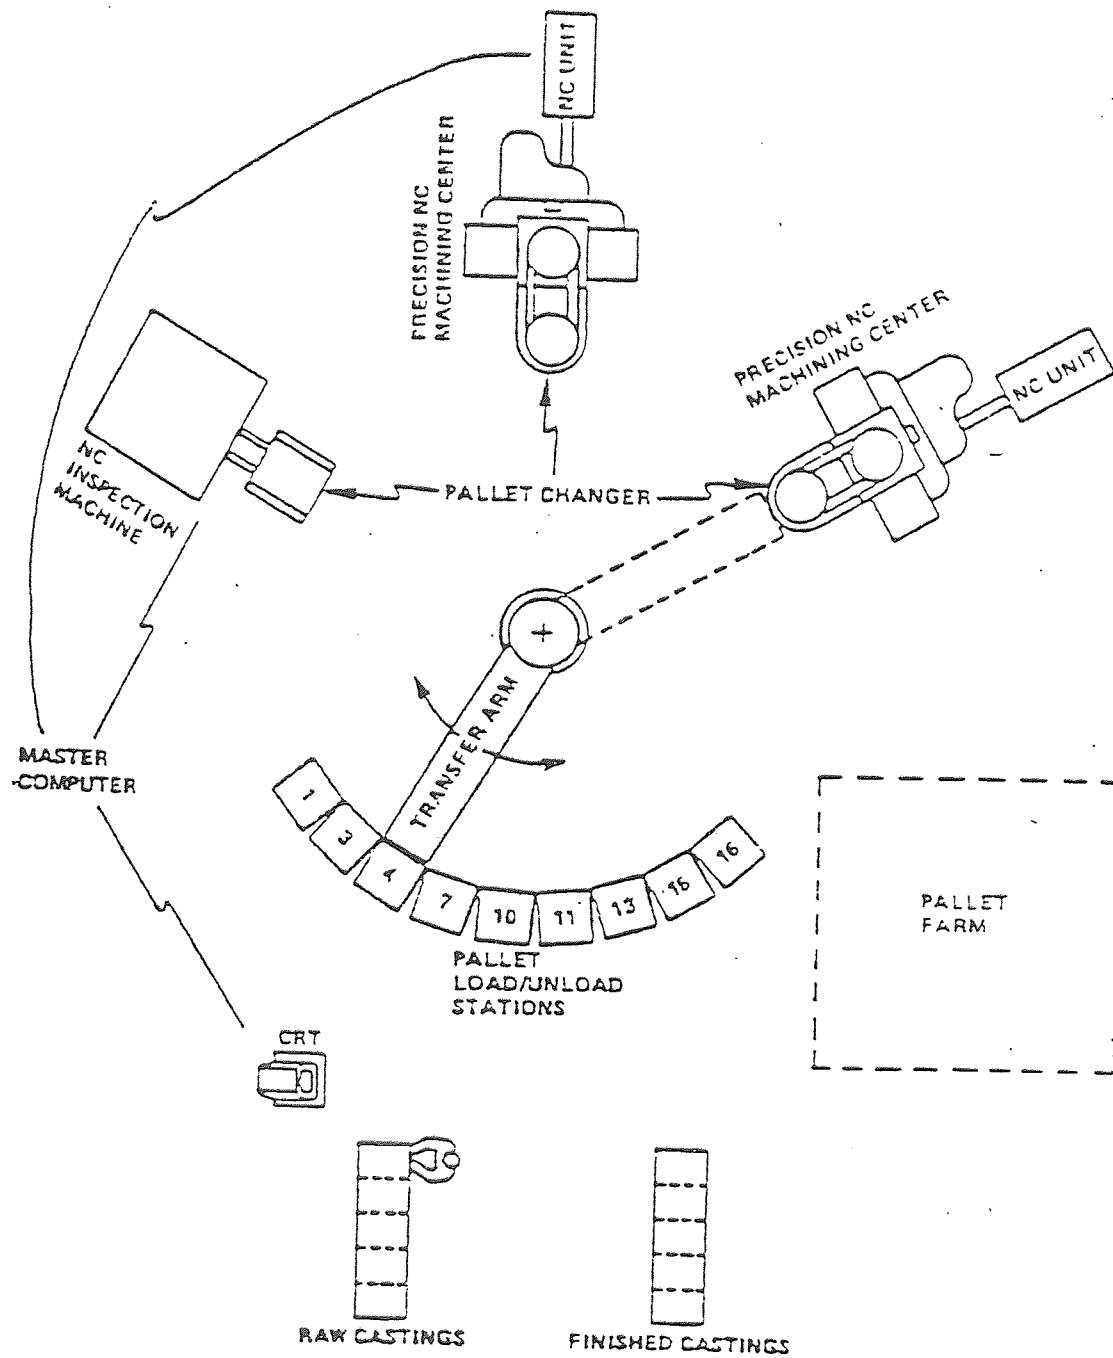 NC UNIT
PRECISION NC
MACHINING CENTER
PRECISION NC
MACHINING CENTER
NC UNIT
NC
INSPECTION
MACHINE
PALLET CHANGER
TRANSFER ARM
MASTER
COMPUTER
1
3
4
7
10
11
13
15
16
PALLET
LOAD/UNLOAD
STATIONS
PALLET
FARM
CRT
RAW CASTINGS
FINISHED CASTINGS